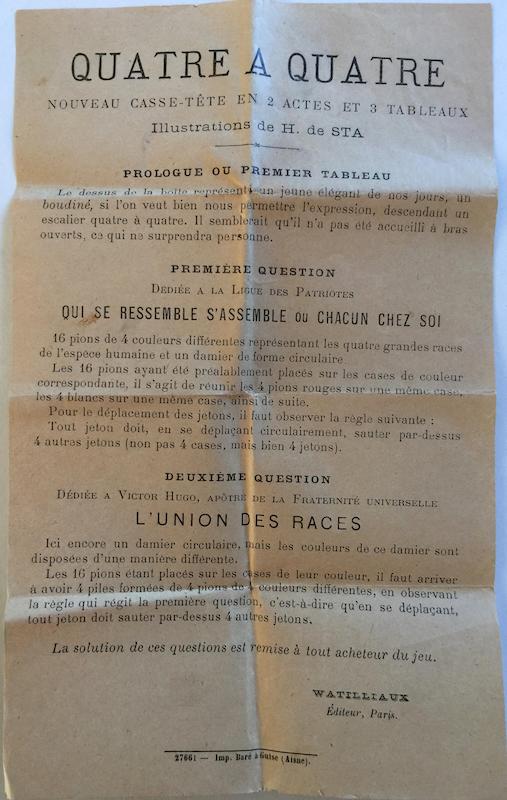 QUATRE A QUATRE
NOUVEAU CASSE-TÊTE EN 2 ACTES ET 3 TABLEAUX
Illustrations de H. de STA
PROLOGUE OU PREMIER TABLEAU
Le dessus de la boîte représente un jeune élégant de nos jours, un
boudiné, si l'on veut bien nous permettre l'expression, descendant un
escalier quatre à quatre. Il semblerait qu'il n'a pas été accueilli à bras
ouverts, ce qui ne surprendra personne.
PREMIÈRE QUESTION
DÉDIÉE A LA LIGUE DES PATRIOTES
QUI SE RESSEMBLE S'ASSEMBLE OU CHACUN CHEZ SOI
16 pions de 4 couleurs différentes représentant les quatre grandes races
de l'espèce humaine et un damier de forme circulaire.
Les 16 pions ayant été préalablement placés sur les cases de couleur
correspondante, il s'agit de réunir les 4 pions rouges sur une même case,
les 4 blancs sur une même case, ainsi de suite.
Pour le déplacement des jetons, il faut observer la règle suivante :
Tout jeton doit, en se déplaçant circulairement, sauter par-dessus
4 autres jetons (non pas 4 cases, mais bien 4 jetons).
DEUXIÈME QUESTION
DÉDIÉE A VICTOR HUGO, APÔTRE DE LA FRATERNITÉ UNIVERSELLE
L'UNION DES RACES
Ici encore un damier circulaire, mais les couleurs de ce damier sont
disposées d'une manière différente.
Les 16 pions étant placés sur les cases de leur couleur, il faut arriver
à avoir 4 piles formées de 4 pions de 4 couleurs différentes, en observant
la règle qui régit la première question, c'est-à-dire qu'en se déplaçant,
tout jeton doit sauter par-dessus 4 autres jetons.
La solution de ces questions est remise à tout acheteur du jeu.
WATILLIAUX
Éditeur, Paris.
27661 — Imp. Baré à Guise (Aisne).